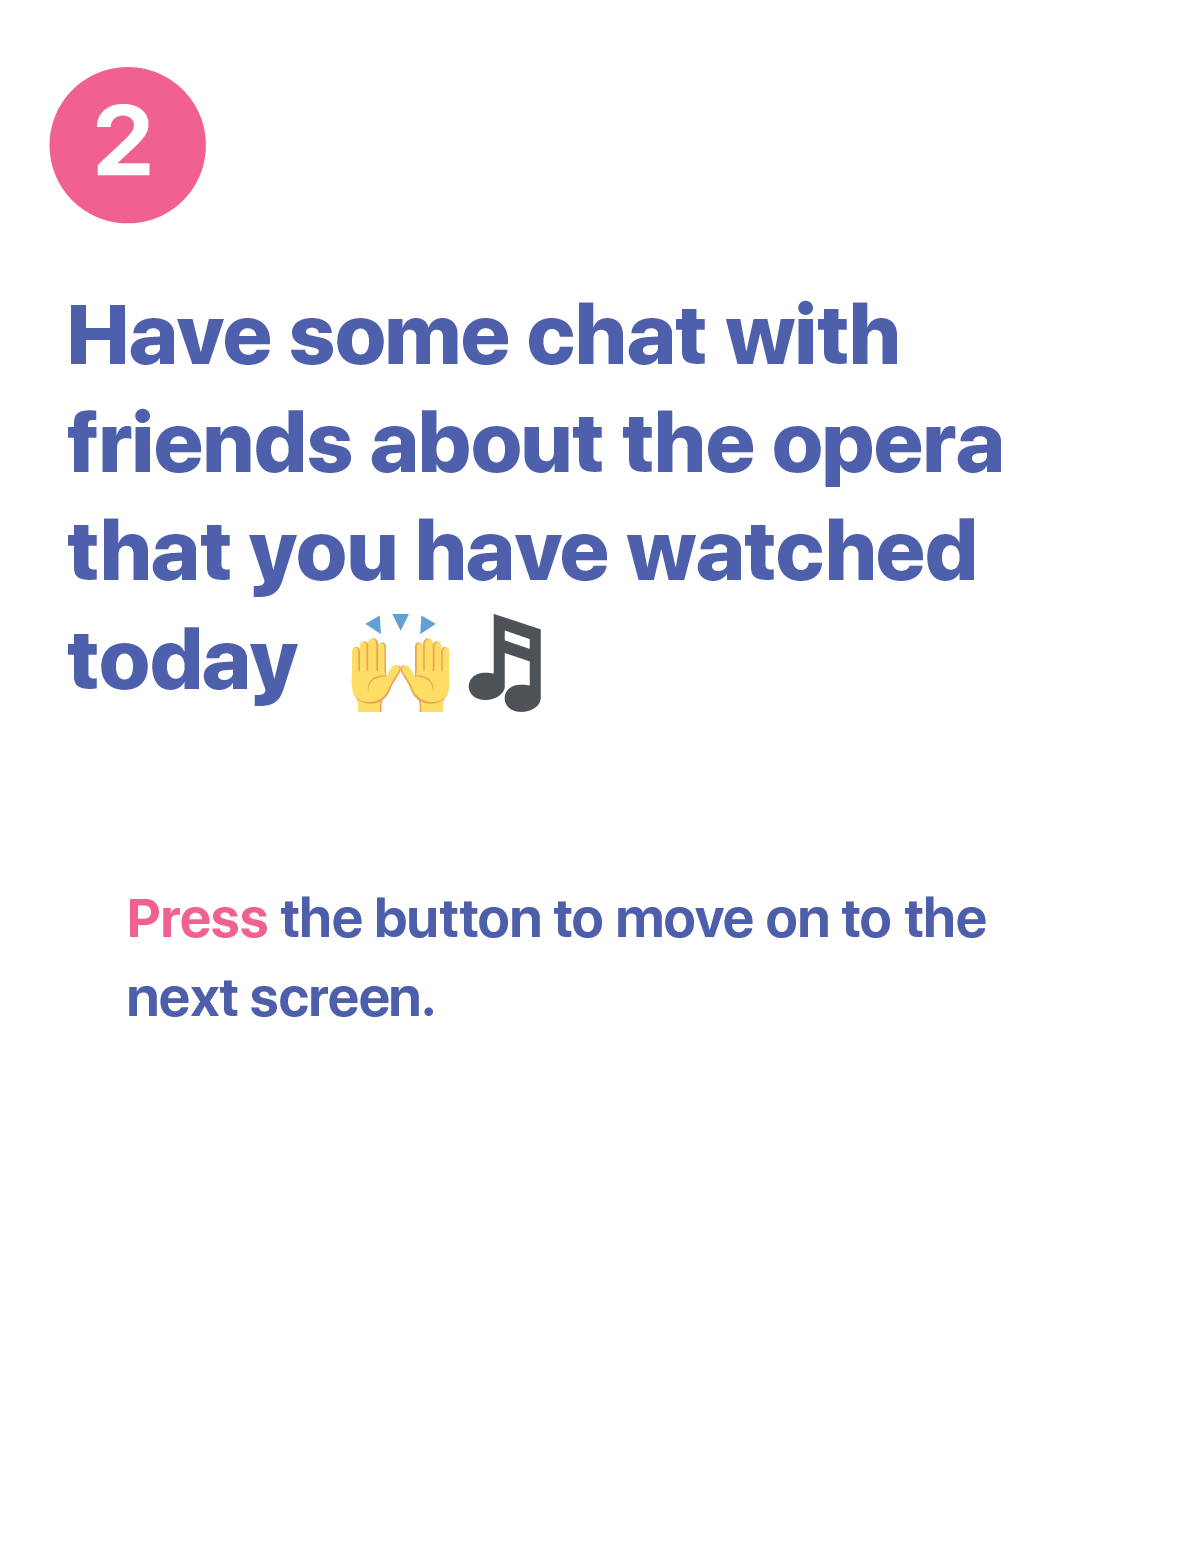 2
Have some chat with
friends about the opera
that you have watched
today 🙌🎵
Press the button to move on to the
next screen.